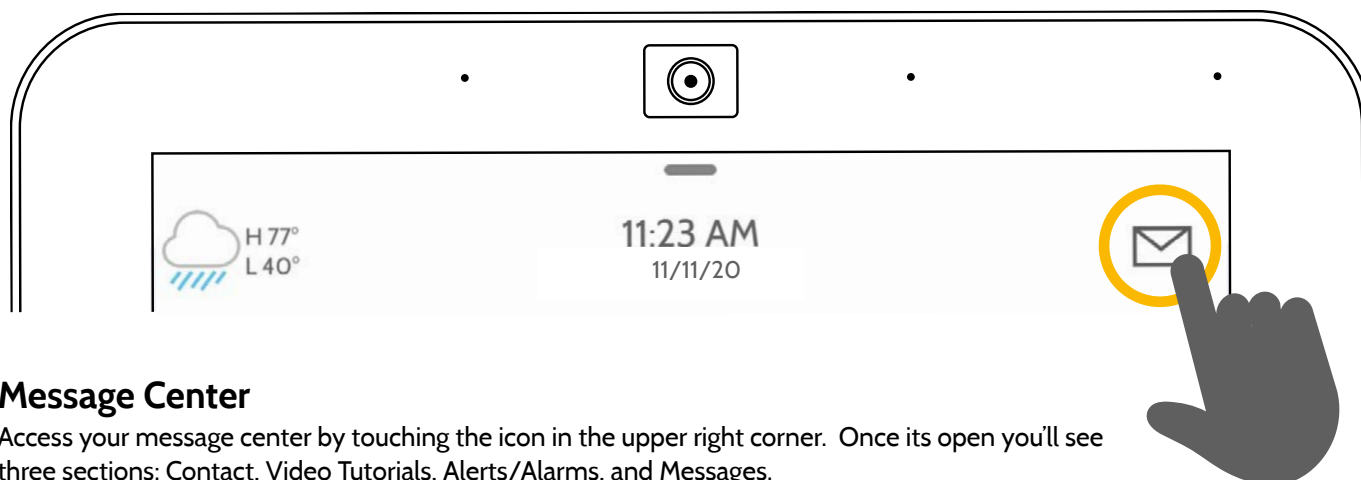 H 77°
L 40°
11:23 AM
11/11/20
Message Center
Access your message center by touching the icon in the upper right corner.  Once its open you'll see
three sections: Contact, Video Tutorials, Alerts/Alarms, and Messages.